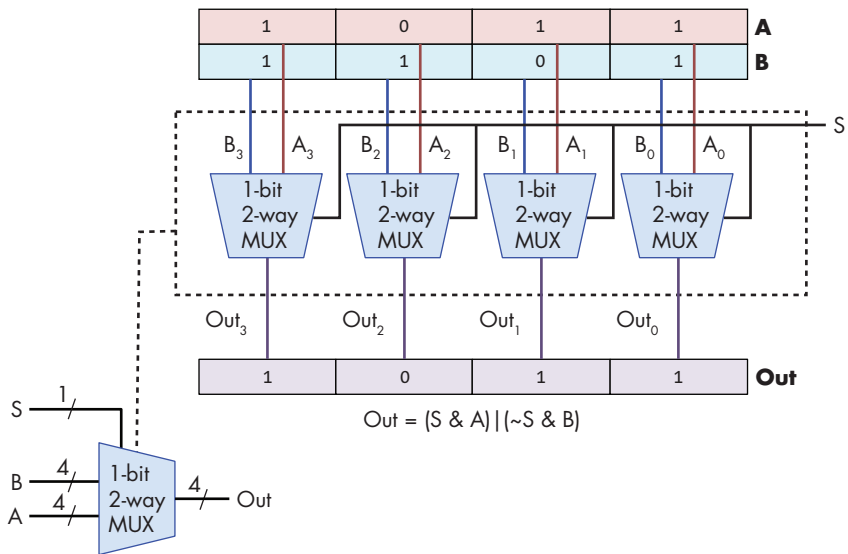 1 0 1 1 A
1 1 0 1 B
S
B₃ A₃ B₂ A₂ B₁ A₁ B₀ A₀
1-bit 1-bit 1-bit 1-bit
2-way 2-way 2-way 2-way
MUX MUX MUX MUX
Out₃ Out₂ Out₁ Out₀
1 0 1 1 Out
Out = (S & A)|(~S & B)
S 1
B 4
A 4
1-bit
2-way
MUX
4 Out